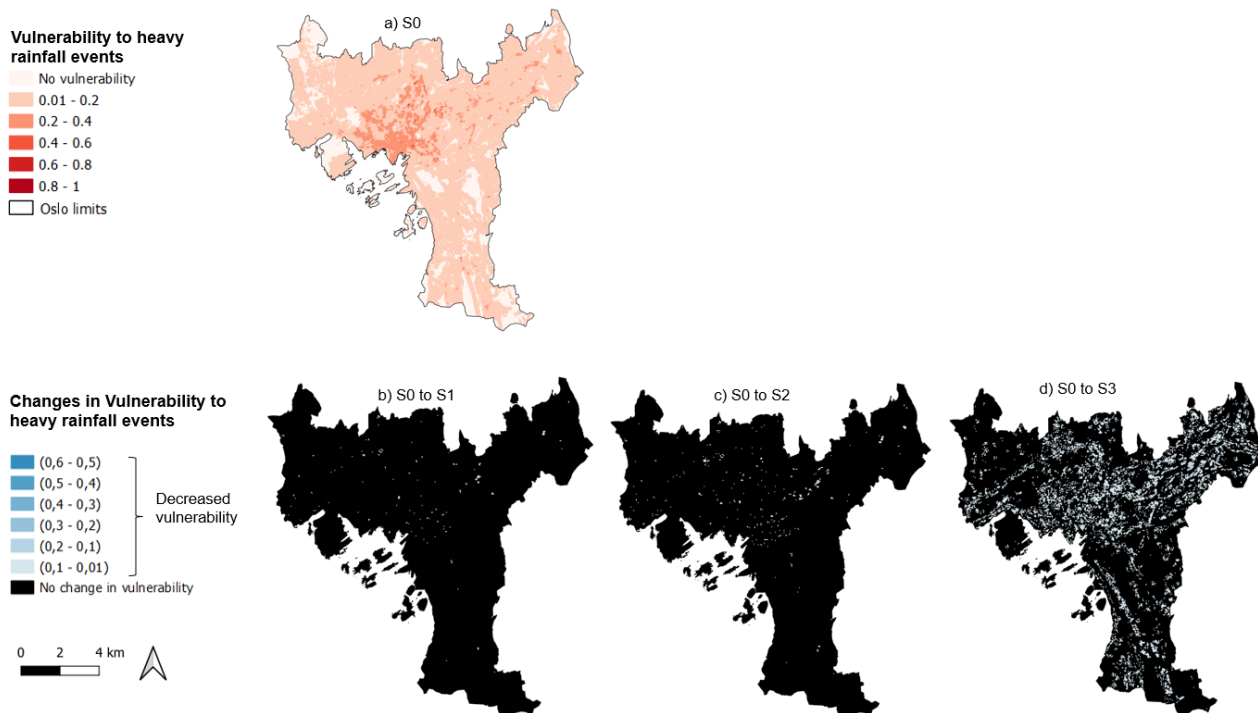 a) S0
Vulnerability to heavy
rainfall events
No vulnerability
0.01 - 0.2
0.2 - 0.4
0.4 - 0.6
0.6 - 0.8
0.8 - 1
Oslo limits
b) S0 to S1
c) S0 to S2
d) S0 to S3
Changes in Vulnerability to
heavy rainfall events
(0,6 - 0,5)
(0,5 - 0,4)
(0,4 - 0,3)
(0,3 - 0,2)
(0,2 - 0,1)
(0,1 - 0,01)
No change in vulnerability
Decreased
vulnerability
0 2 4 km